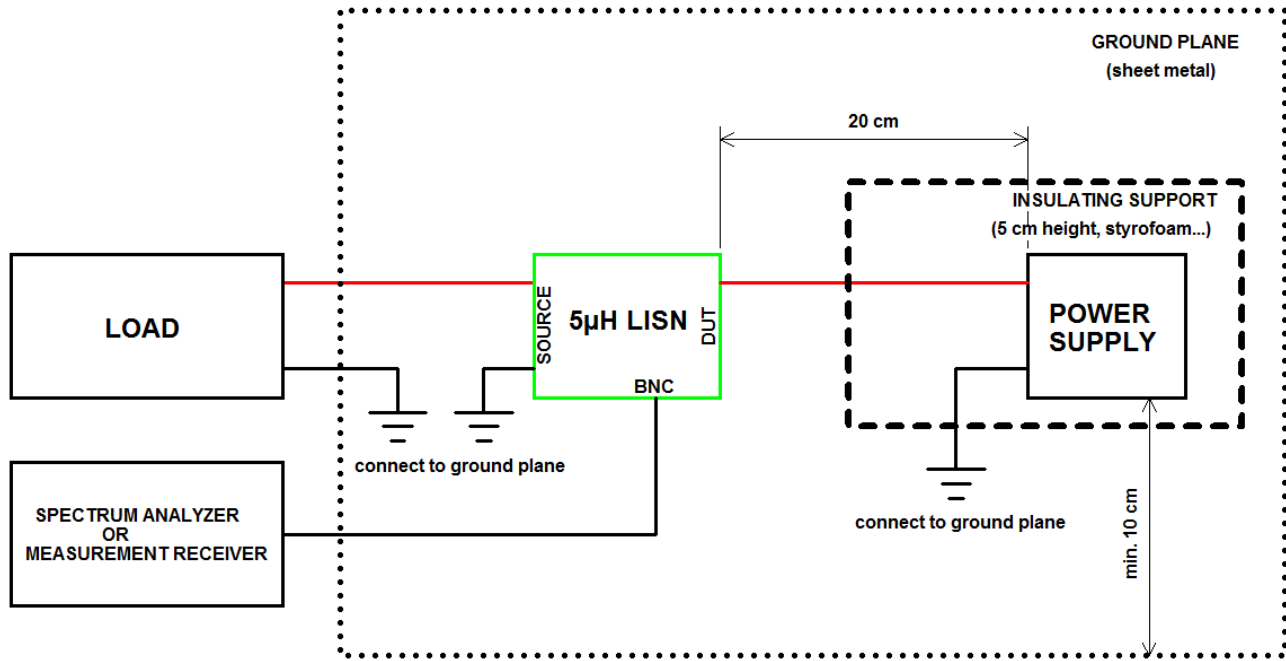 GROUND PLANE
(sheet metal)
20 cm
INSULATING SUPPORT
(5 cm height, styrofoam...)
LOAD
SOURCE
5µH LISN
DUT
BNC
POWER
SUPPLY
connect to ground plane
SPECTRUM ANALYZER
OR
MEASUREMENT RECEIVER
connect to ground plane
min. 10 cm